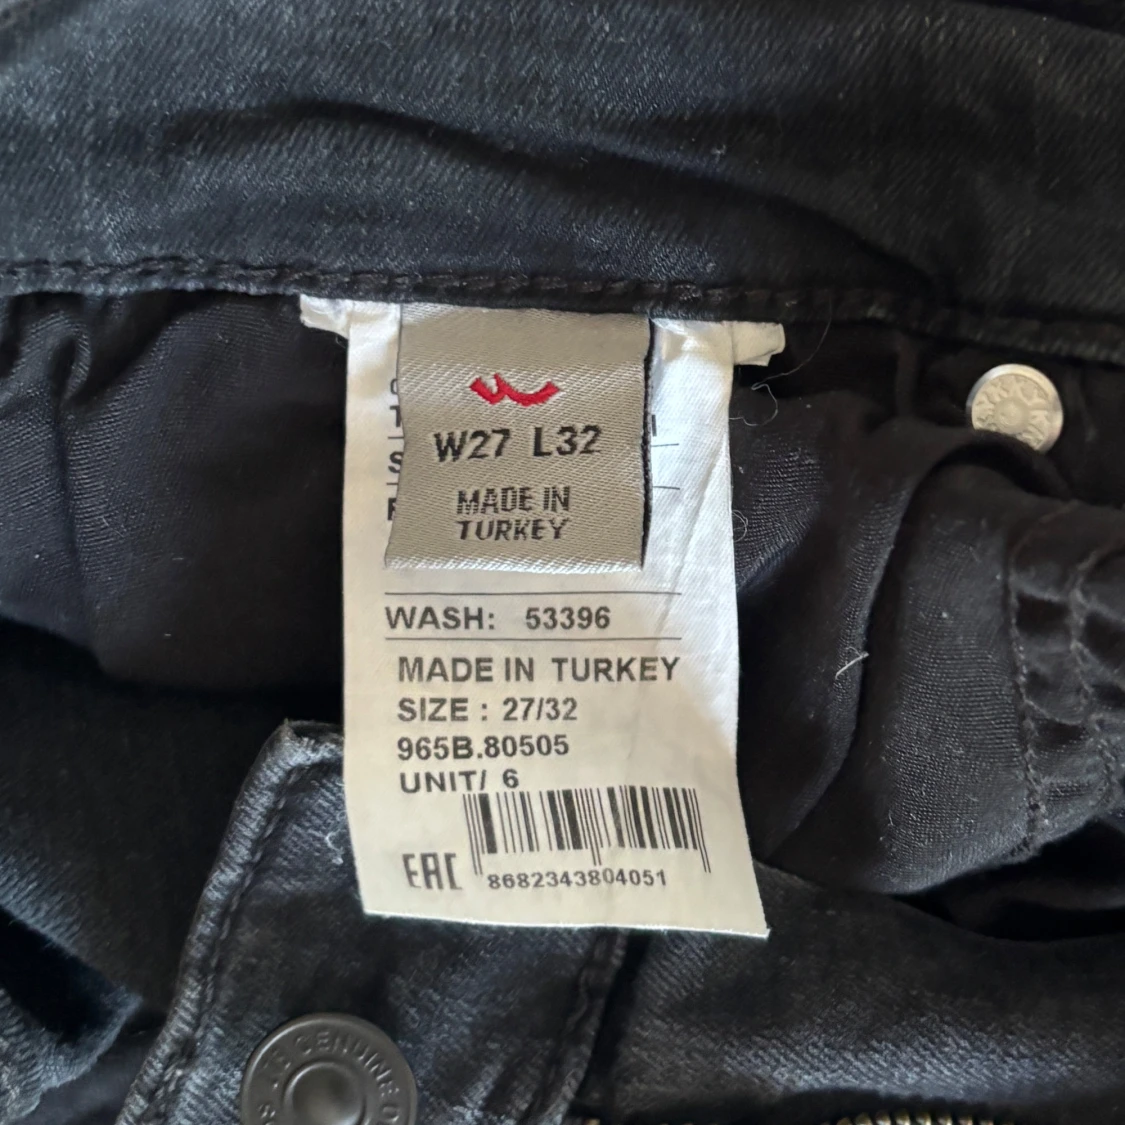 W27 L32
MADE IN
TURKEY
WASH: 53396
MADE IN TURKEY
SIZE : 27/32
965B.80505
UNIT/ 6
EAC
8682343804051
GENUINE